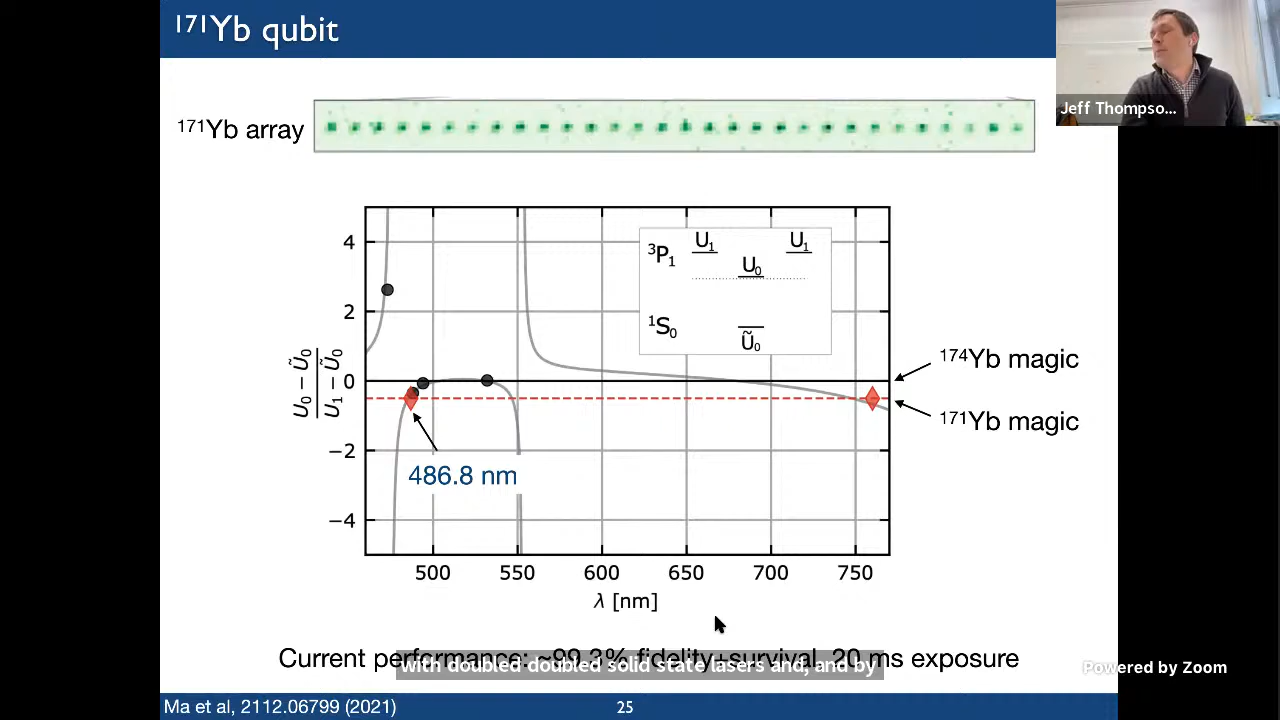 171Yb qubit
Jeff Thompso...
171Yb array
4
2
0
−2
−4
U0 − Ũ0
U1 − Ũ0
3P1
U1
U1
U0
1S0
Ũ0
174Yb magic
171Yb magic
486.8 nm
500 550 600 650 700 750
λ [nm]
Current performance: ~99.3% fidelity+survival, 20 ms exposure
with doubled doubled solid state lasers and, and by
Powered by Zoom
Ma et al, 2112.06799 (2021)
25